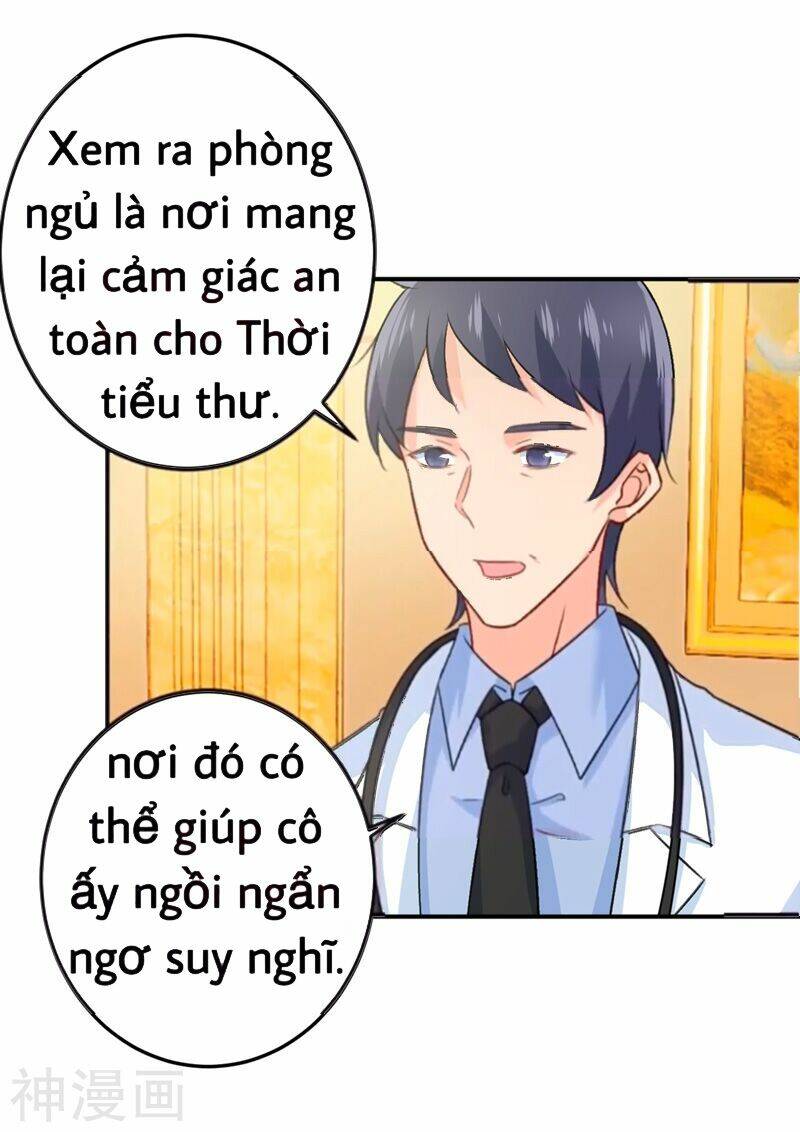 Xem ra phòng
ngủ là nơi mang
lại cảm giác an
toàn cho Thời
tiểu thư.
nơi đó có
thể giúp cô
ấy ngồi ngẩn
ngơ suy nghĩ.
神漫画